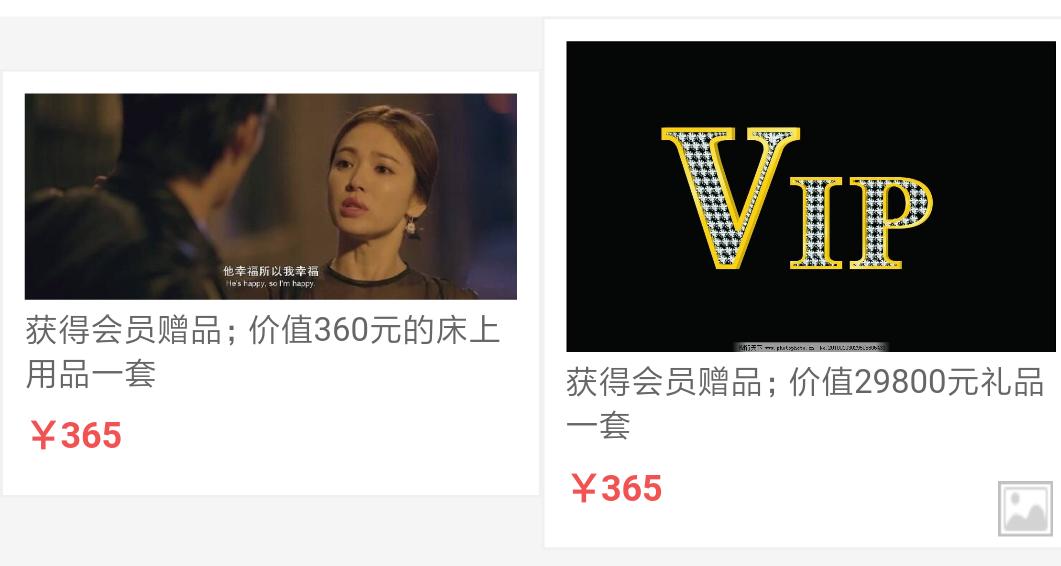 他幸福所以我幸福
He's happy, so I'm happy.
获得会员赠品；价值360元的床上
用品一套
￥365
VIP
获得会员赠品；价值29800元礼品
一套
￥365